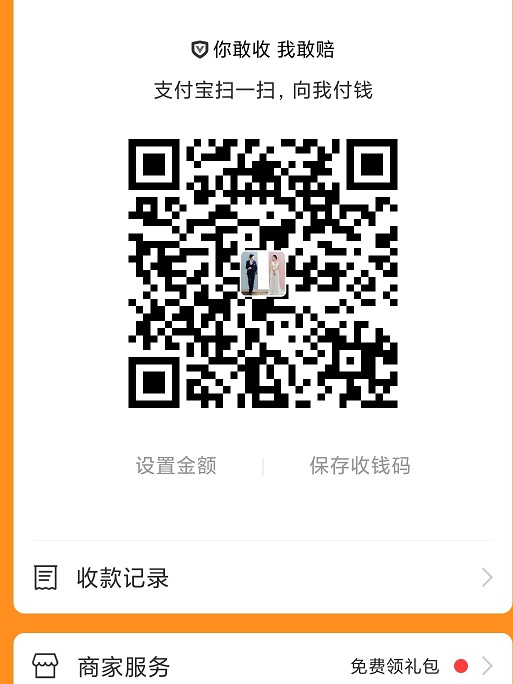 你敢收 我敢赔
支付宝扫一扫，向我付钱
设置金额 | 保存收钱码
收款记录
商家服务 免费领礼包